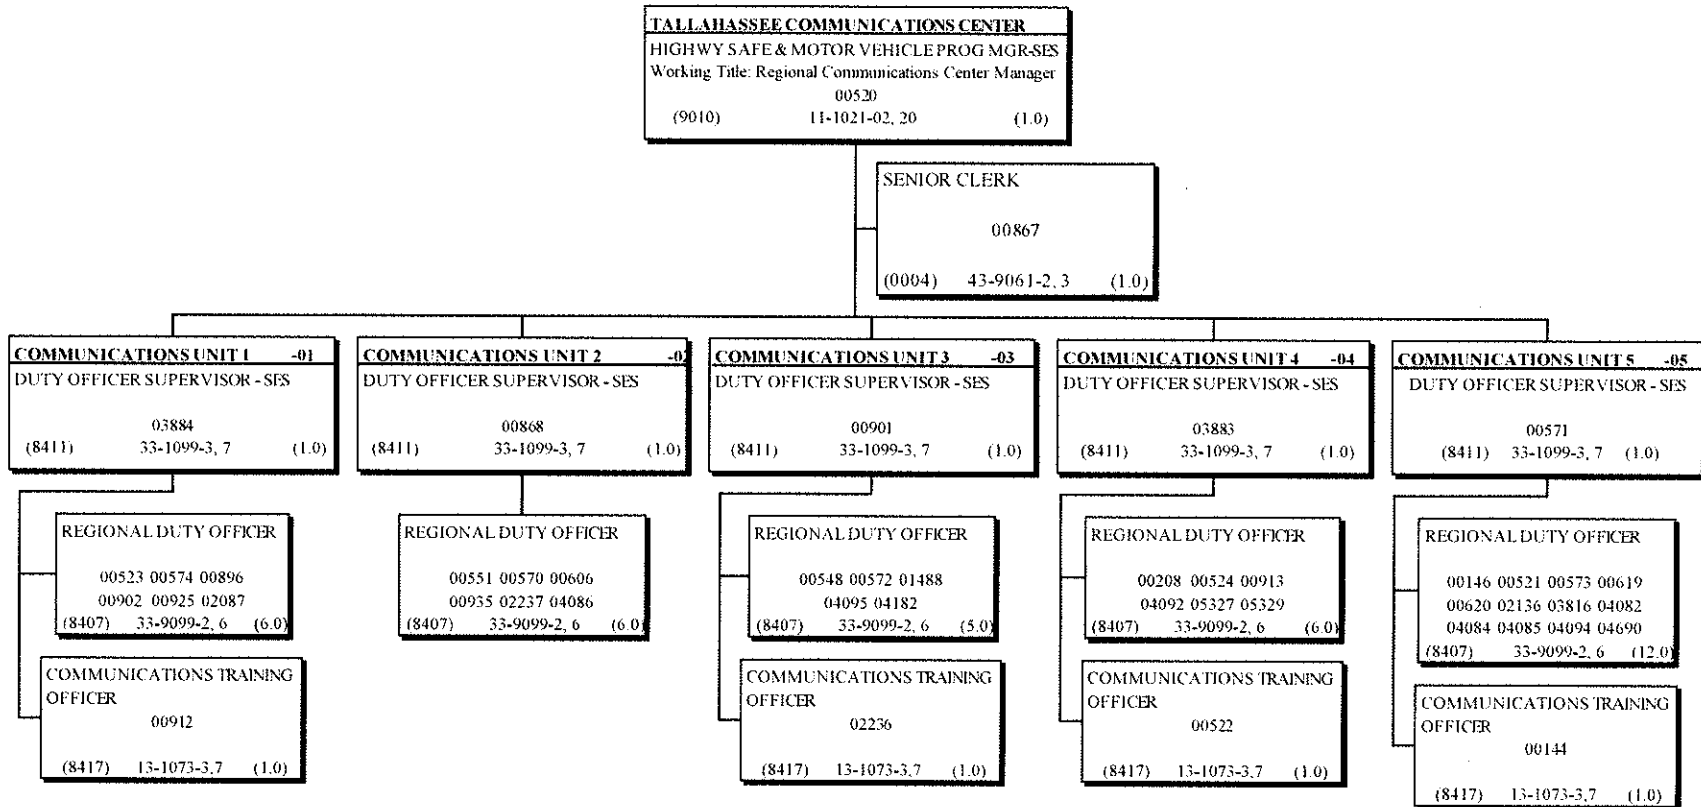 TALLAHASSEE COMMUNICATIONS CENTER
HIGHWY SAFE & MOTOR VEHICLE PROG MGR-SES
Working Title: Regional Communications Center Manager
00520
(9010) 11-1021-02, 20 (1.0)
SENIOR CLERK
00867
(0004) 43-9061-2, 3 (1.0)
COMMUNICATIONS UNIT 1 -01
DUTY OFFICER SUPERVISOR - SES
03884
(8411) 33-1099-3, 7 (1.0)
REGIONAL DUTY OFFICER
00523 00574 00896
00902 00925 02087
(8407) 33-9099-2, 6 (6.0)
COMMUNICATIONS TRAINING
OFFICER
00912
(8417) 13-1073-3,7 (1.0)
COMMUNICATIONS UNIT 2 -02
DUTY OFFICER SUPERVISOR - SES
00868
(8411) 33-1099-3, 7 (1.0)
REGIONAL DUTY OFFICER
00551 00570 00606
00935 02237 04086
(8407) 33-9099-2, 6 (6.0)
COMMUNICATIONS UNIT 3 -03
DUTY OFFICER SUPERVISOR - SES
00901
(8411) 33-1099-3, 7 (1.0)
REGIONAL DUTY OFFICER
00548 00572 01488
04095 04182
(8407) 33-9099-2, 6 (5.0)
COMMUNICATIONS TRAINING
OFFICER
02236
(8417) 13-1073-3,7 (1.0)
COMMUNICATIONS UNIT 4 -04
DUTY OFFICER SUPERVISOR - SES
03883
(8411) 33-1099-3, 7 (1.0)
REGIONAL DUTY OFFICER
00208 00524 00913
04092 05327 05329
(8407) 33-9099-2, 6 (6.0)
COMMUNICATIONS TRAINING
OFFICER
00522
(8417) 13-1073-3,7 (1.0)
COMMUNICATIONS UNIT 5 -05
DUTY OFFICER SUPERVISOR - SES
00571
(8411) 33-1099-3, 7 (1.0)
REGIONAL DUTY OFFICER
00146 00521 00573 00619
00620 02136 03816 04082
04084 04085 04094 04690
(8407) 33-9099-2, 6 (12.0)
COMMUNICATIONS TRAINING
OFFICER
00144
(8417) 13-1073-3,7 (1.0)